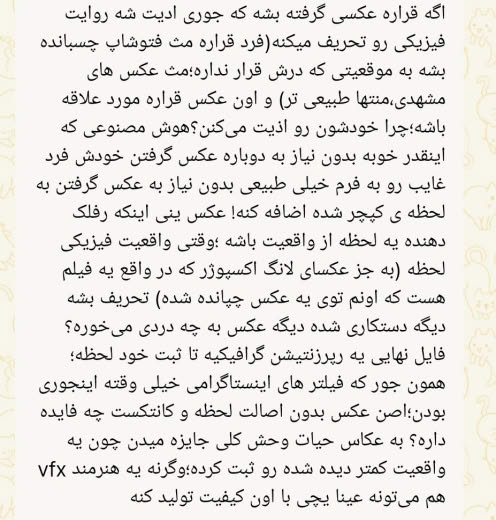 اگه قراره عکسی گرفته بشه که جوری ادیت شه روایت
فیزیکی رو تحریف میکنه(فرد قراره مث فتوشاپ چسبانده
بشه به موقعیتی که درش قرار نداره؛مث عکس های
مشهدی،منتها طبیعی تر) و اون عکس قراره مورد علاقه
باشه؛چرا خودشون رو اذیت می‌کنن؟هوش مصنوعی که
اینقدر خوبه بدون نیاز به دوباره عکس گرفتن خودش فرد
غایب رو به فرم خیلی طبیعی بدون نیاز به عکس گرفتن به
لحظه ی کپچر شده اضافه کنه! عکس ینی اینکه رفلک
دهنده یه لحظه از واقعیت باشه ؛وقتی واقعیت فیزیکی
لحظه (به جز عکسای لانگ اکسپوژر که در واقع یه فیلم
هست که اونم توی یه عکس چپانده شده) تحریف بشه
دیگه دستکاری شده دیگه عکس به چه دردی می‌خوره؟
فایل نهایی یه رپرزنتیشن گرافیکیه تا ثبت خود لحظه؛
همون جور که فیلتر های اینستاگرامی خیلی وقته اینجوری
بودن؛اصن عکس بدون اصالت لحظه و کانتکست چه فایده
داره؟ به عکاس حیات وحش کلی جایزه میدن چون یه
واقعیت کمتر دیده شده رو ثبت کرده؛وگرنه یه هنرمند vfx
هم می‌تونه عینا یچی با اون کیفیت تولید کنه